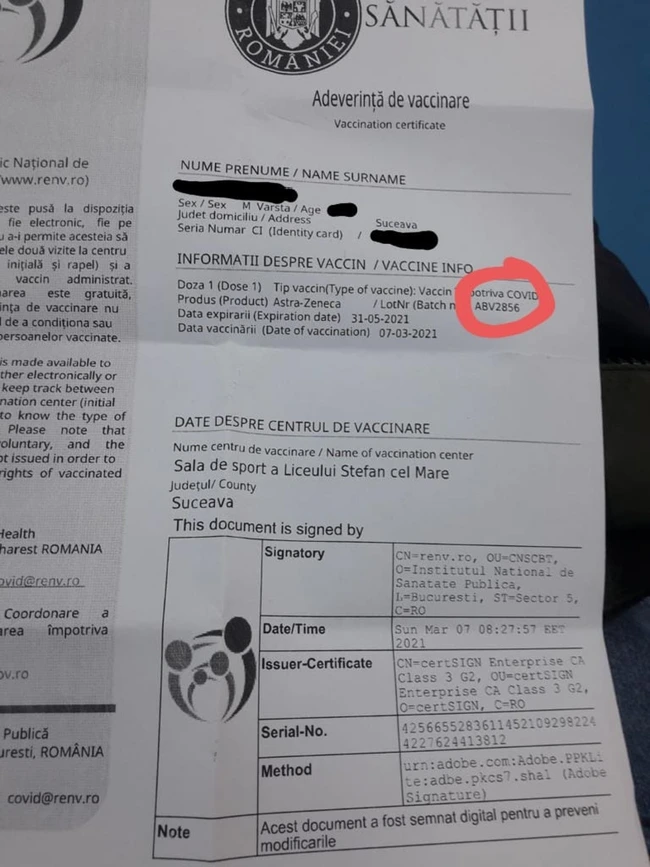 SĂNĂTĂȚII
ROMÂNIEI
Adeverință de vaccinare
Vaccination certificate
NUME PRENUME / NAME SURNAME
Sex / Sex M Varsta / Age
Judet domiciliu / Address Suceava
Seria Numar CI (Identity card) /
INFORMATII DESPRE VACCIN / VACCINE INFO
Doza 1 (Dose 1) Tip vaccin(Type of vaccine): Vaccin potriva COVID
Produs (Product) Astra-Zeneca / LotNr (Batch n ABV2856
Data expirarii (Expiration date) 31-05-2021
Data vaccinării (Date of vaccination) 07-03-2021
DATE DESPRE CENTRUL DE VACCINARE
Nume centru de vaccinare / Name of vaccination center
Sala de sport a Liceului Stefan cel Mare
Județul/ County
Suceava
This document is signed by
Signatory
CN=renv.ro, OU=CNSCBT,
O=Institutul National de
Sanatate Publica,
L=Bucuresti, ST=Sector 5,
C=RO
Date/Time
Sun Mar 07 08:27:57 EET
2021
Issuer-Certificate
CN=certSIGN Enterprise CA
Class 3 G2, OU=certSIGN
Enterprise CA Class 3 G2,
O=certSIGN, C=RO
Serial-No.
4256655283611452109298224
4227624413812
Method
urn:adobe.com:Adobe.PPKLi
te:adbe.pkcs7.sha1 (Adobe
Signature)
Note
Acest document a fost semnat digital pentru a preveni
modificarile
ic Național de
www.renv.ro)
este pusă la dispoziția
fie electronic, fie pe
u a-i permite acesteia să
ele două vizite la centru
inițială și rapel) și a
vaccin administrat.
area este gratuită,
ința de vaccinare nu
l de a condiționa sau
persoanelor vaccinate.
is made available to
ther electronically or
keep track between
nation center (initial
to know the type of
Please note that
oluntary, and the
ot issued in order to
rights of vaccinated
Health
harest ROMANIA
ovid@renv.ro
Coordonare a
area împotriva
nv.ro
Publică
uresti, ROMÂNIA
covid@renv.ro